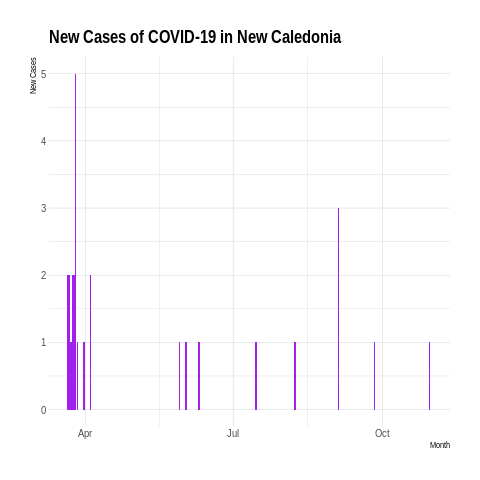 New Cases of COVID-19 in New Caledonia
New Cases
5
4
3
2
1
0
Apr
Jul
Oct
Month